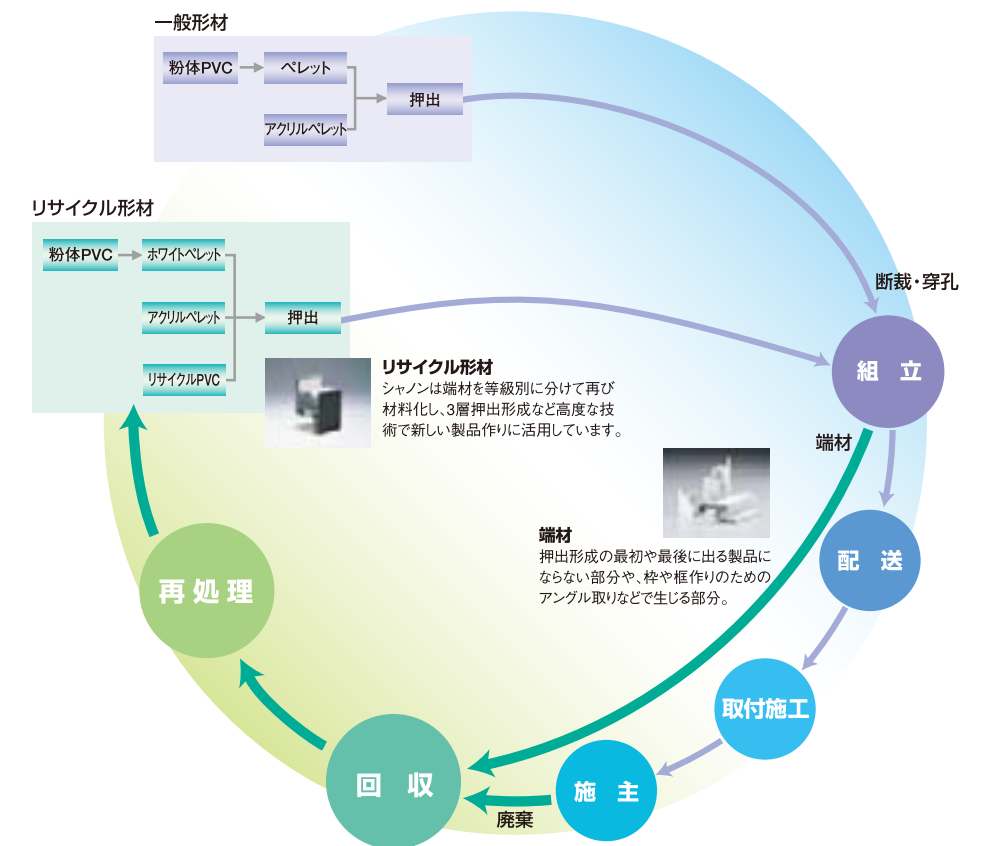 一般形材
粉体PVC
ペレット
アクリルペレット
押出
リサイクル形材
粉体PVC
ホワイトペレット
アクリルペレット
リサイクルPVC
押出
リサイクル形材
シャノンは端材を等級別に分けて再び
材料化し、3層押出形成など高度な技
術で新しい製品作りに活用しています。
断裁・穿孔
組 立
端材
端材
押出形成の最初や最後に出る製品に
ならない部分や、枠や框作りのための
アングル取りなどで生じる部分。
配 送
取付施工
施 主
廃棄
回 収
再処理